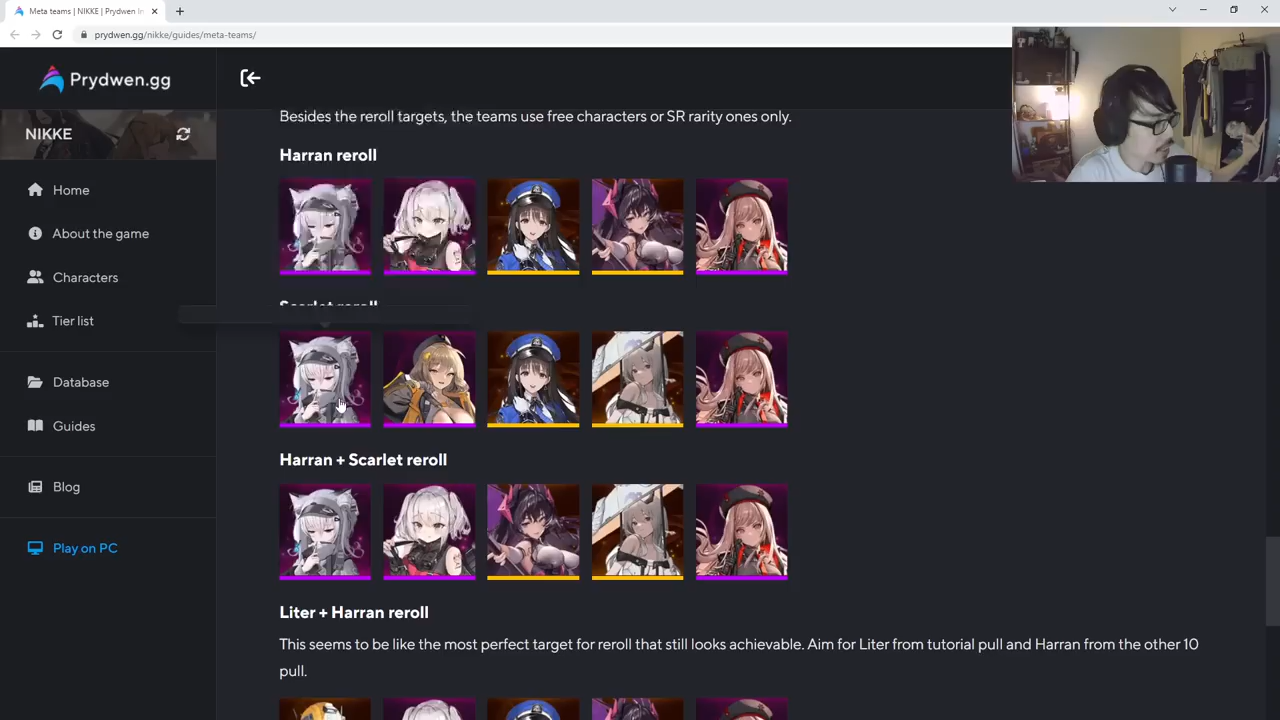 Meta teams | NIKKE | Prydwen In
prydwen.gg/nikke/guides/meta-teams/
Prydwen.gg
NIKKE
Home
About the game
Characters
Tier list
Database
Guides
Blog
Play on PC
Besides the reroll targets, the teams use free characters or SR rarity ones only.
Harran reroll
Scarlet reroll
Harran + Scarlet reroll
Liter + Harran reroll
This seems to be like the most perfect target for reroll that still looks achievable. Aim for Liter from tutorial pull and Harran from the other 10
pull.